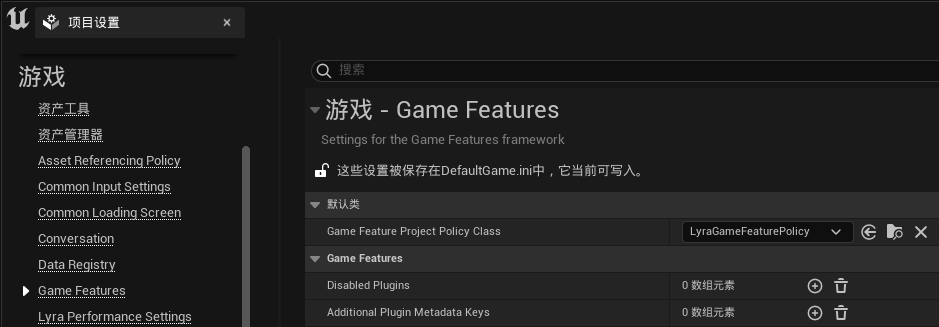 项目设置
游戏
资产工具
资产管理器
Asset Referencing Policy
Common Input Settings
Common Loading Screen
Conversation
Data Registry
Game Features
Lyra Performance Settings
搜索
游戏 - Game Features
Settings for the Game Features framework
这些设置被保存在DefaultGame.ini中，它当前可写入。
默认类
Game Feature Project Policy Class LyraGameFeaturePolicy
Game Features
Disabled Plugins 0 数组元素
Additional Plugin Metadata Keys 0 数组元素